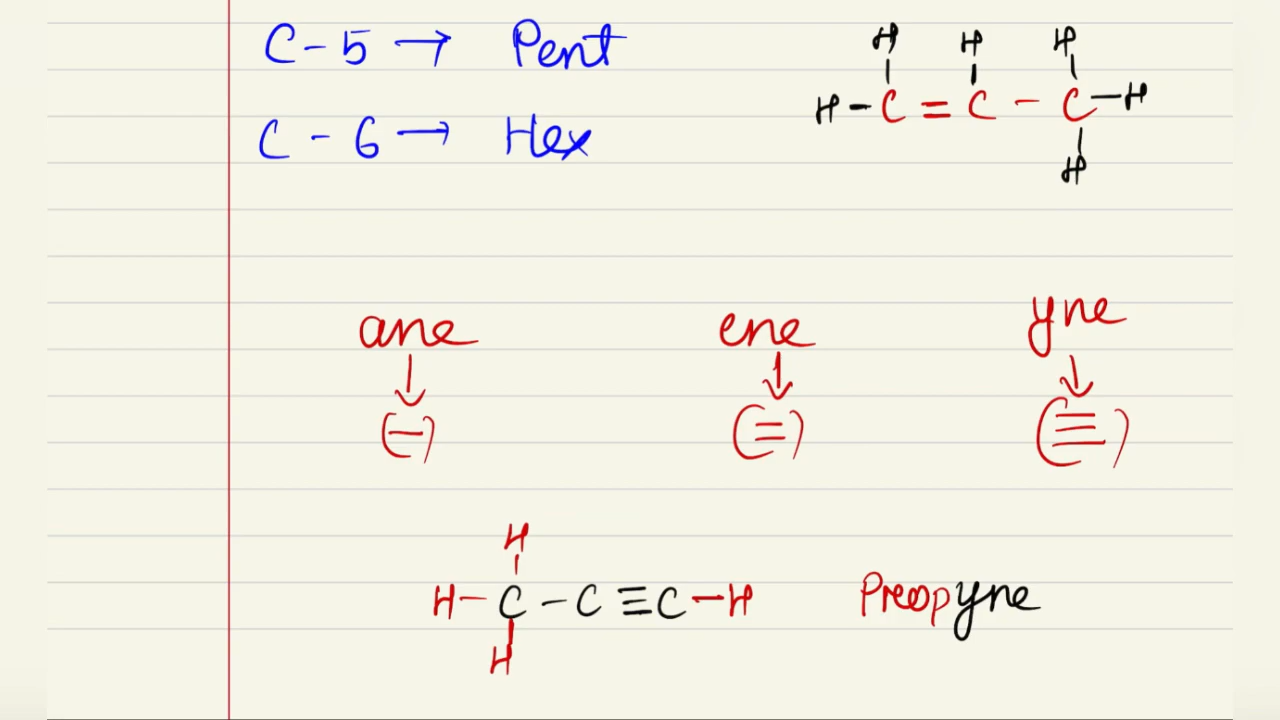 C - 5 → Pent
C - 6 → Hex
H H H
H - C = C - C - H
H
ane ene yne
↓ ↓ ↓
(-) (=) (≡)
H
H - C - C ≡ C - H Preopyne
H